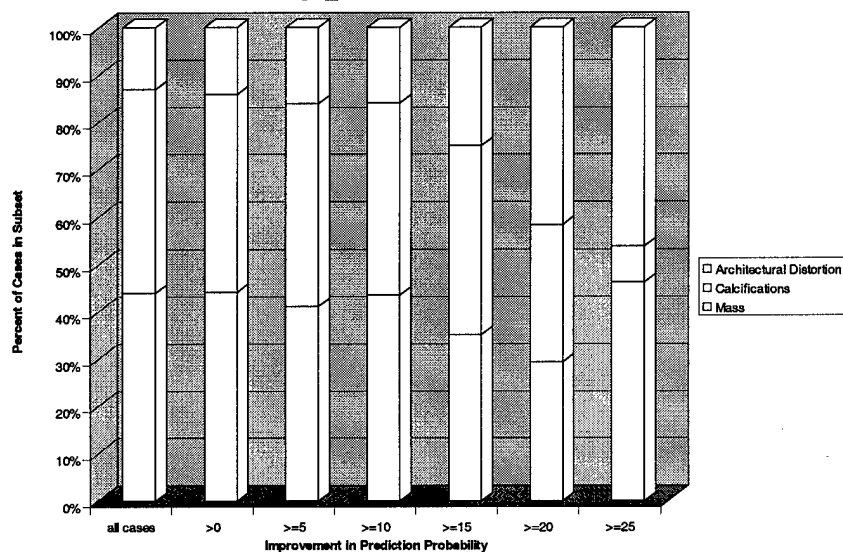 100%
90%
80%
70%
60%
50%
40%
30%
20%
10%
0%
Percent of Cases in Subset
all cases >0 >=5 >=10 >=15 >=20 >=25
Improvement in Prediction Probability
Architectural Distortion
Calcifications
Mass